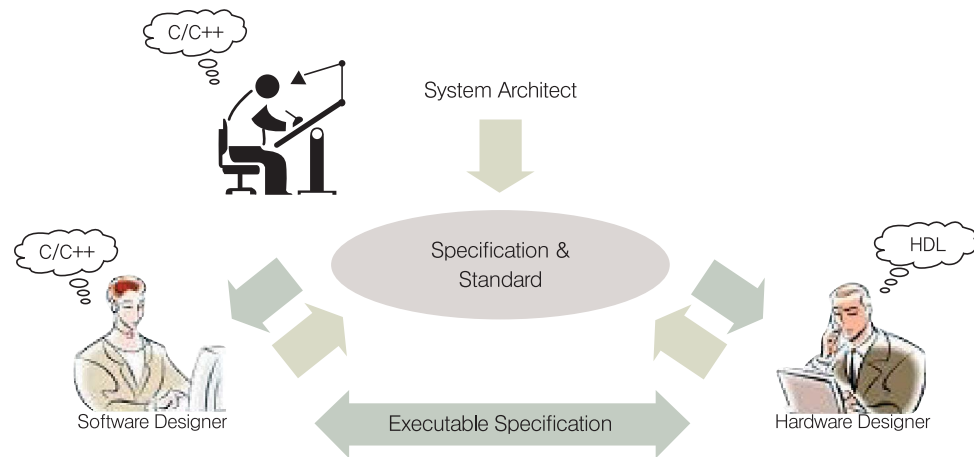 C/C++
System Architect
Specification &
Standard
C/C++
HDL
Software Designer
Executable Specification
Hardware Designer